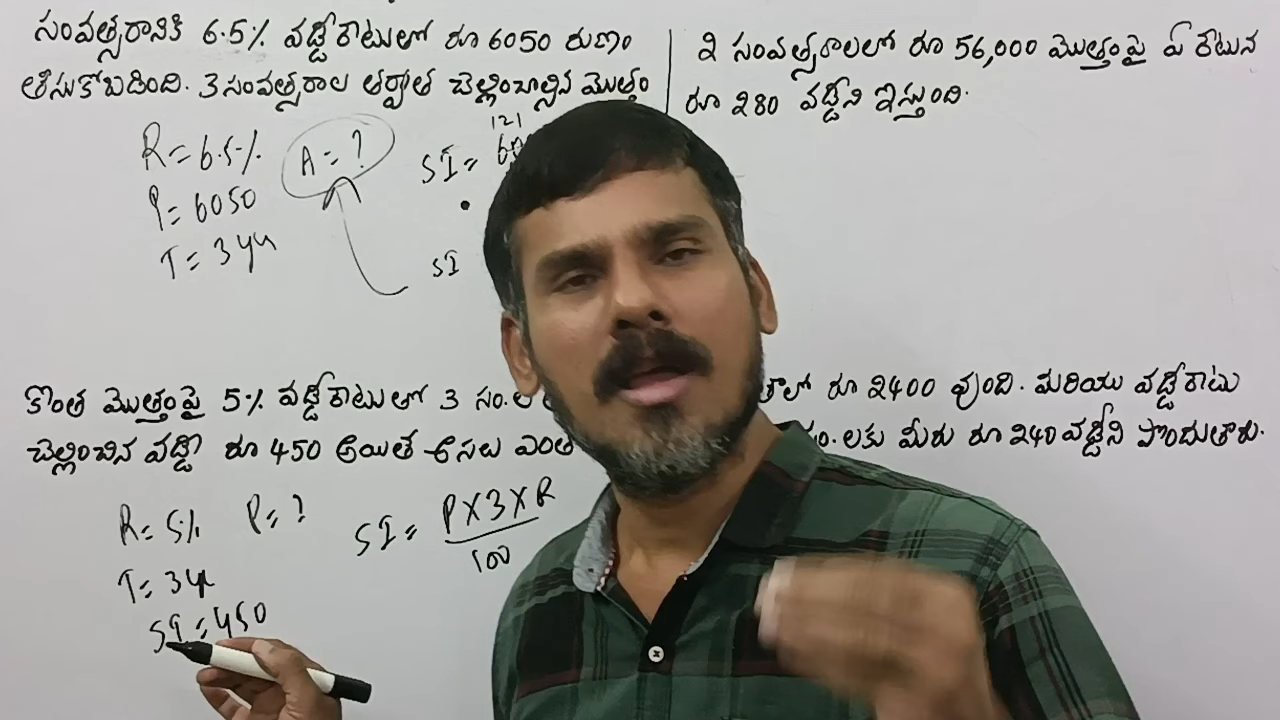 సంవత్సరానికి 6.5% వడ్డీరాటులో రూ 6050 రుణం
తీసుకోబడింది. 3 సంవత్సరాల తర్వాత చెల్లించాల్సిన మొత్తం
R = 6.5%
A = ?
P = 6050
T = 3 yrs
121
SI =
SI
2 సంవత్సరాలలో రూ 56,000 మొత్తంపై ఏ రేటున
రూ 280 వడ్డీని ఇస్తుంది.
కొంత మొత్తంపై 5% వడ్డీరాటులో 3 సం.ల
చెల్లించిన వడ్డీ రూ 450 అయితే అసలు ఎంత
R = 5%
P = ?
T = 3 yr
SI = 450
SI = P X 3 X R
100
రూ 2400 వుంది. మరియు వడ్డీరాటు
లకు మీరు రూ 240 వడ్డీని పొందుతారు.